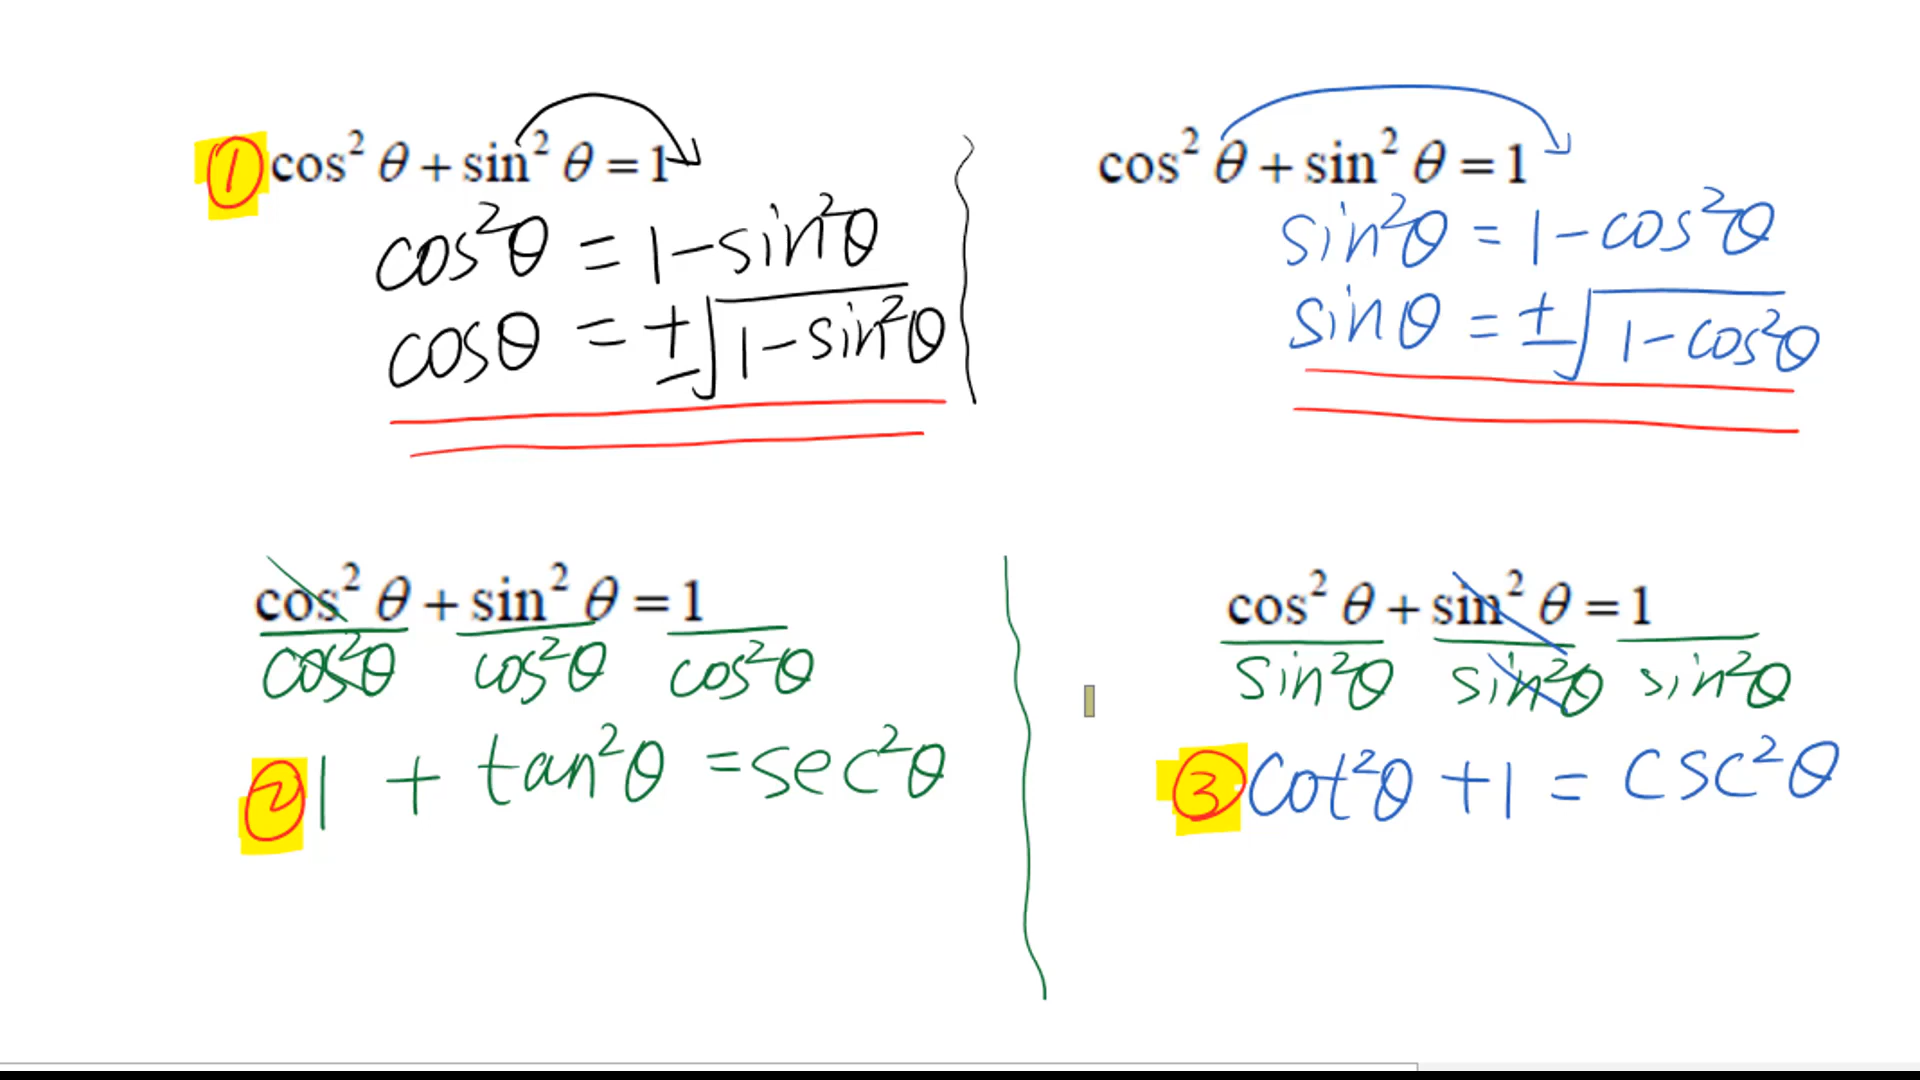 ① cos² θ + sin² θ = 1
cos²θ = 1 - sin²θ
cosθ = ±√(1 - sin²θ)
cos² θ + sin² θ = 1
sin²θ = 1 - cos²θ
sinθ = ±√(1 - cos²θ)
cos² θ + sin² θ = 1
cos²θ cos²θ cos²θ
② 1 + tan²θ = sec²θ
cos² θ + sin² θ = 1
sin²θ sin²θ sin²θ
③ cot²θ + 1 = csc²θ